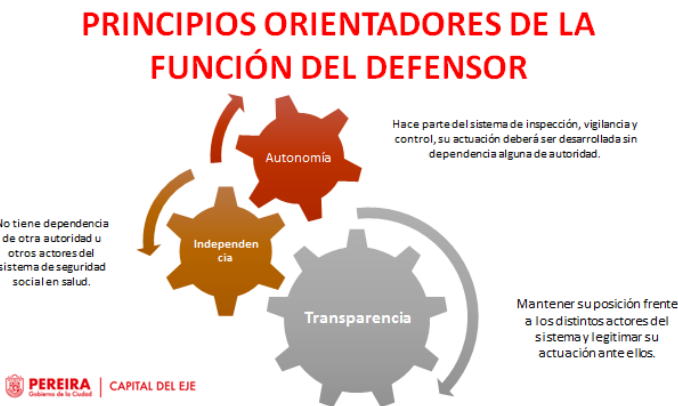 PRINCIPIOS ORIENTADORES DE LA
FUNCIÓN DEL DEFENSOR
Autonomía
Hace parte del sistema de inspección, vigilancia y
control, su actuación deberá ser desarrollada sin
dependencia alguna de autoridad.
No tiene dependencia
de otra autoridad u
otros actores del
sistema de seguridad
social en salud.
Independen
cia
Transparencia
Mantener su posición frente
a los distintos actores del
sistema y legitimar su
actuación ante ellos.
PEREIRA
Gobierno de la Ciudad
CAPITAL DEL EJE